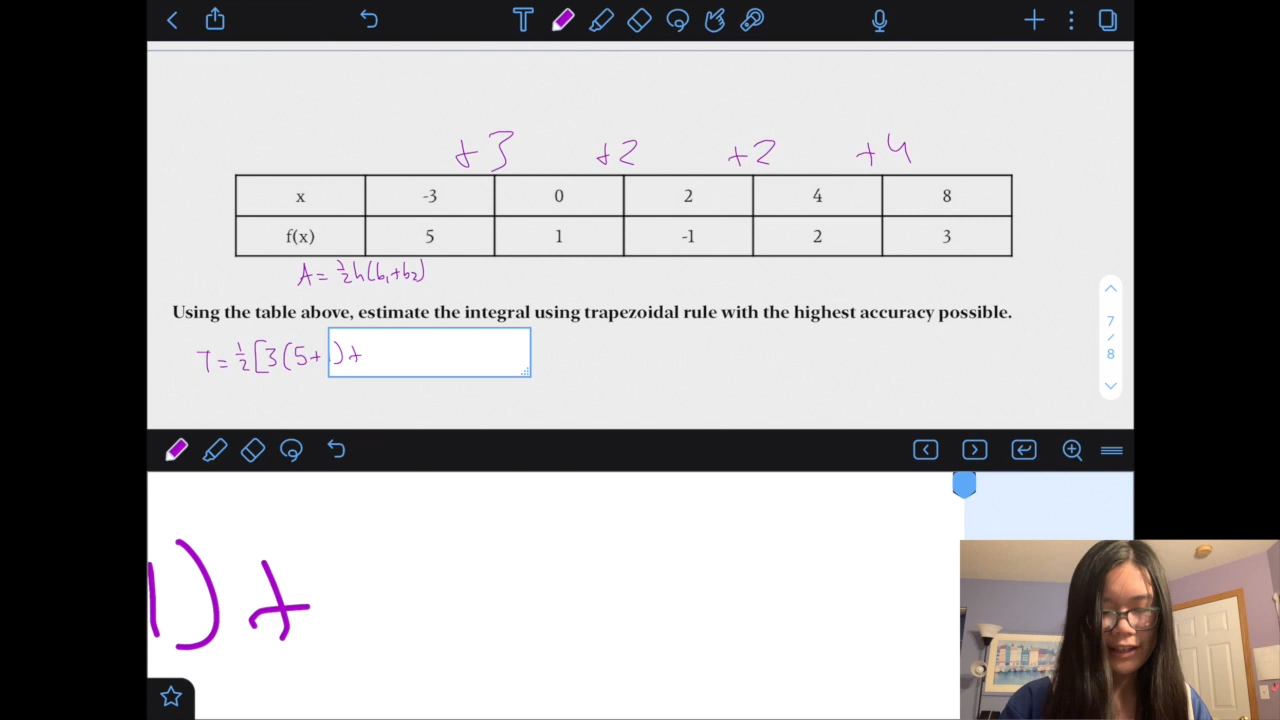 +3 +2 +2 +4
x -3 0 2 4 8
f(x) 5 1 -1 2 3
A = ½h(b₁+b₂)
Using the table above, estimate the integral using trapezoidal rule with the highest accuracy possible.
T = ½[3(5+1)+
7
/
8
1)+